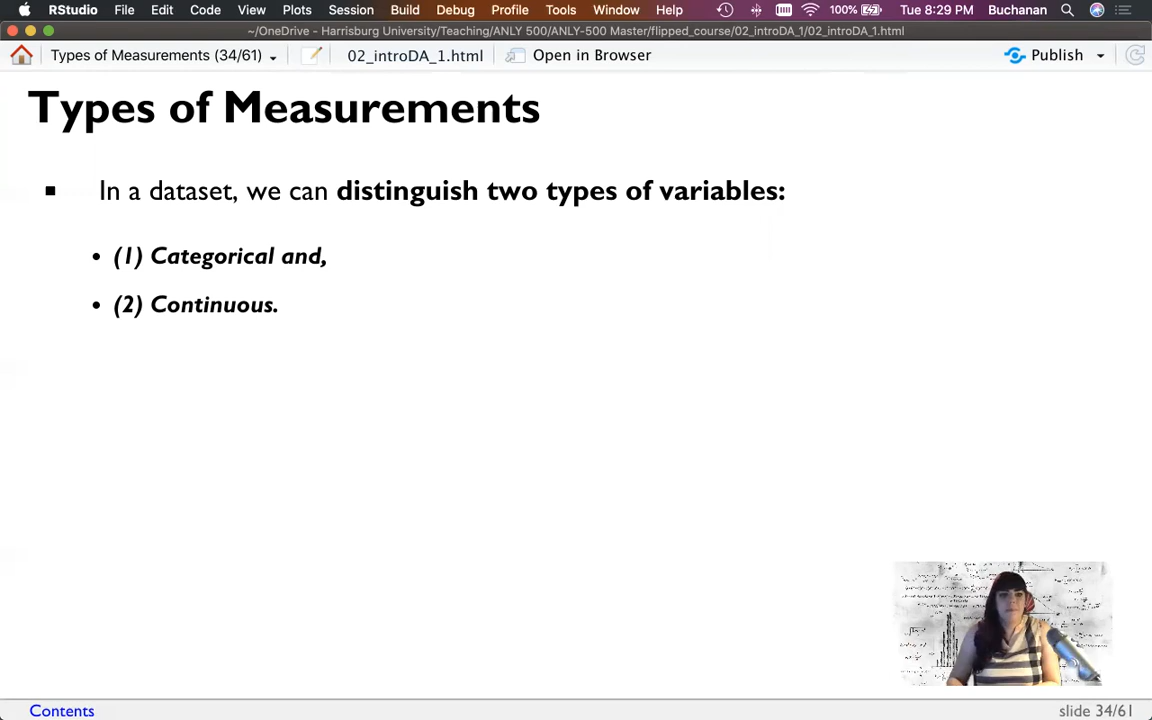 RStudio File Edit Code View Plots Session Build Debug Profile Tools Window Help 100% Tue 8:29 PM Buchanan
~/OneDrive - Harrisburg University/Teaching/ANLY 500/ANLY-500 Master/flipped_course/02_introDA_1/02_introDA_1.html
Types of Measurements (34/61) 02_introDA_1.html Open in Browser Publish
Types of Measurements
In a dataset, we can distinguish two types of variables:
(1) Categorical and,
(2) Continuous.
Contents slide 34/61